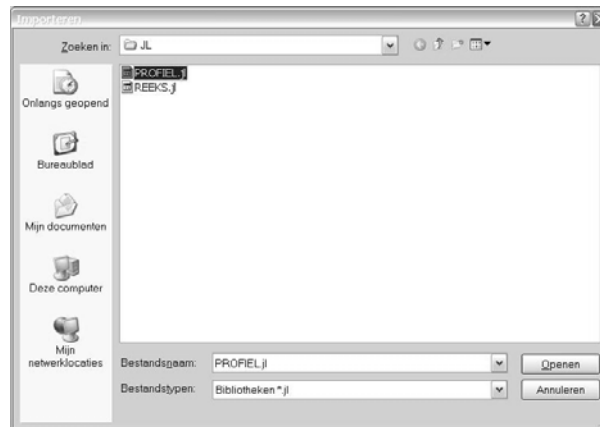 Importeren
Zoeken in: JL
PROFIEL.jl
REEKS.jl
Onlangs geopend
Bureaublad
Mijn documenten
Deze computer
Mijn
netwerklocaties
Bestandsnaam: PROFIEL.jl
Openen
Bestandstypen: Bibliotheken *.jl
Annuleren